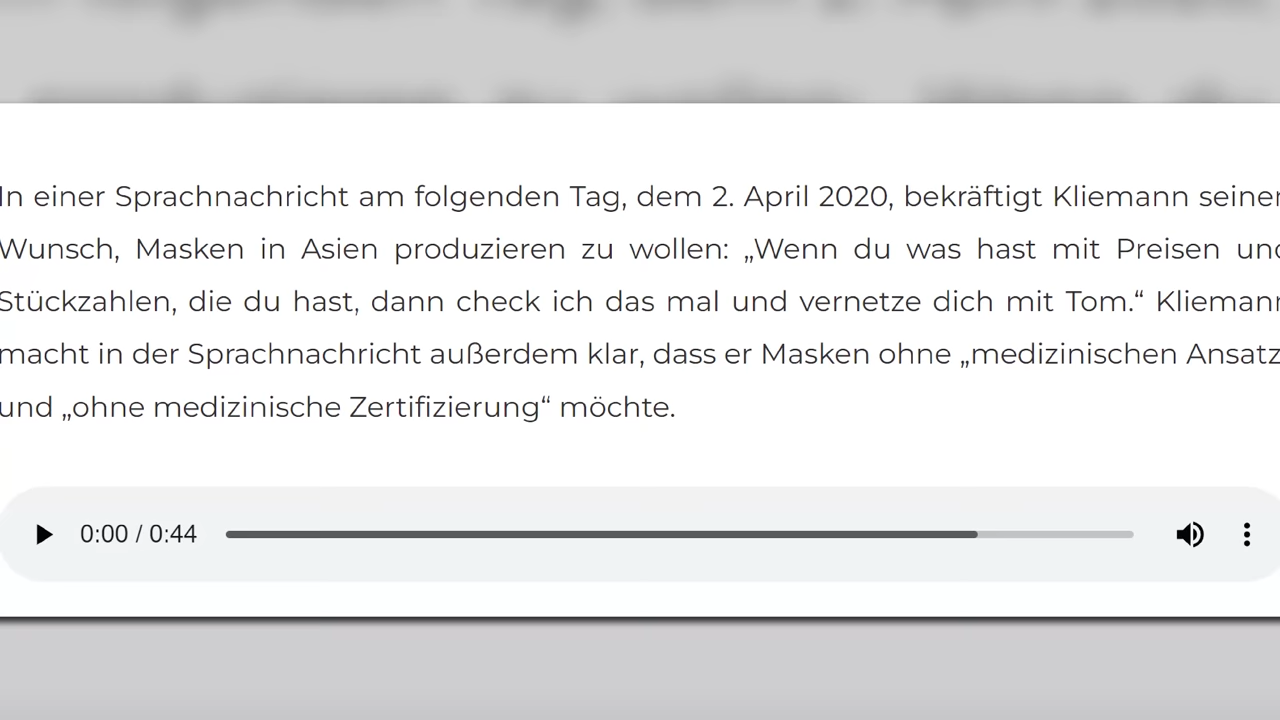 In einer Sprachnachricht am folgenden Tag, dem 2. April 2020, bekräftigt Kliemann seinen
Wunsch, Masken in Asien produzieren zu wollen: „Wenn du was hast mit Preisen und
Stückzahlen, die du hast, dann check ich das mal und vernetze dich mit Tom.“ Kliemann
macht in der Sprachnachricht außerdem klar, dass er Masken ohne „medizinischen Ansatz
und „ohne medizinische Zertifizierung“ möchte.
0:00 / 0:44